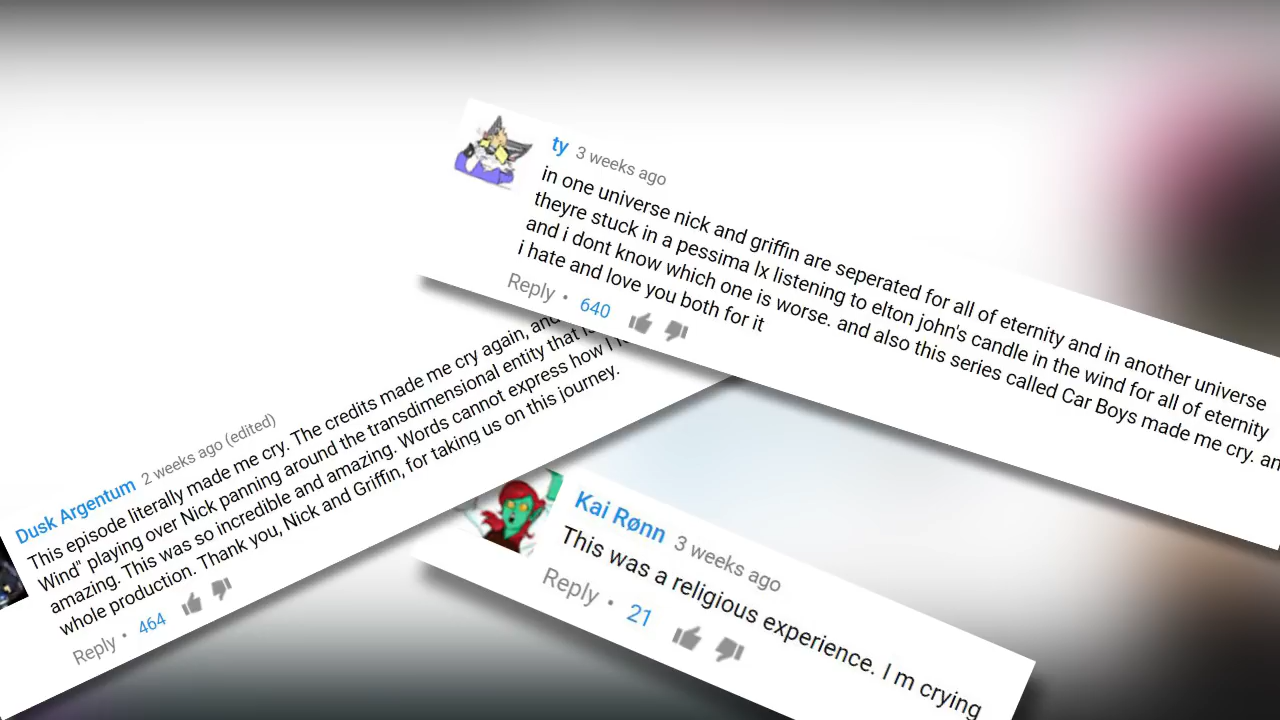 ty 3 weeks ago
in one universe nick and griffin are seperated for all of eternity and in another universe
theyre stuck in a pessima lx listening to elton john's candle in the wind for all of eternity
and i dont know which one is worse. and also this series called Car Boys made me cry. an
i hate and love you both for it
Reply • 640
Dusk Argentum 2 weeks ago (edited)
This episode literally made me cry. The credits made me cry again, and
Wind" playing over Nick panning around the transdimensional entity that is
amazing. This was so incredible and amazing. Words cannot express how I
whole production. Thank you, Nick and Griffin, for taking us on this journey.
Reply • 464
Kai Rønn 3 weeks ago
This was a religious experience. I m crying
Reply • 21